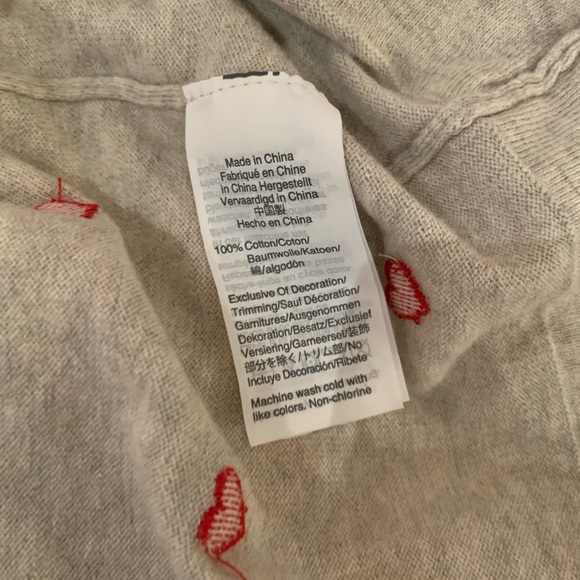 Made in China
Fabriqué en Chine
in China Hergestellt
Vervaardigd in China
中国製
Hecho en China
100% Cotton/Coton/
Baumwolle/Katoen/
綿/algodón
Exclusive Of Decoration/
Trimming/Sauf Décoration/
Garnitures/Ausgenommen
Dekoration/Besatz/Exclusief
Versiering/Gameersel/装飾
部分を除く/トリム部/No
Incluye Decoración/Ribete
Machine wash cold with
like colors. Non-chlorine